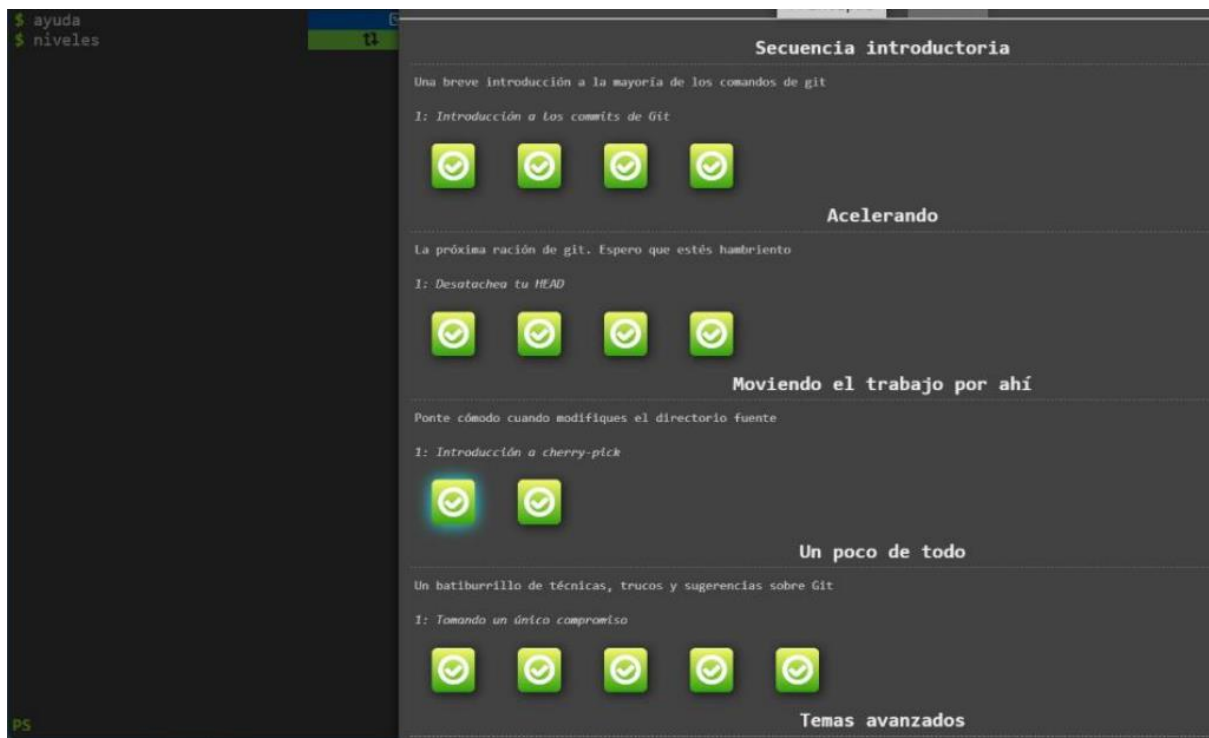 $ ayuda
$ niveles
Secuencia introductoria
Una breve introducción a la mayoría de los comandos de git
1: Introducción a los commits de Git
Acelerando
La próxima ración de git. Espero que estés hambriento
1: Desatachea tu HEAD
Moviendo el trabajo por ahí
Ponte cómodo cuando modifiques el directorio fuente
1: Introducción a cherry-pick
Un poco de todo
Un batiburrillo de técnicas, trucos y sugerencias sobre Git
1: Tomando un único compromiso
Temas avanzados
PS